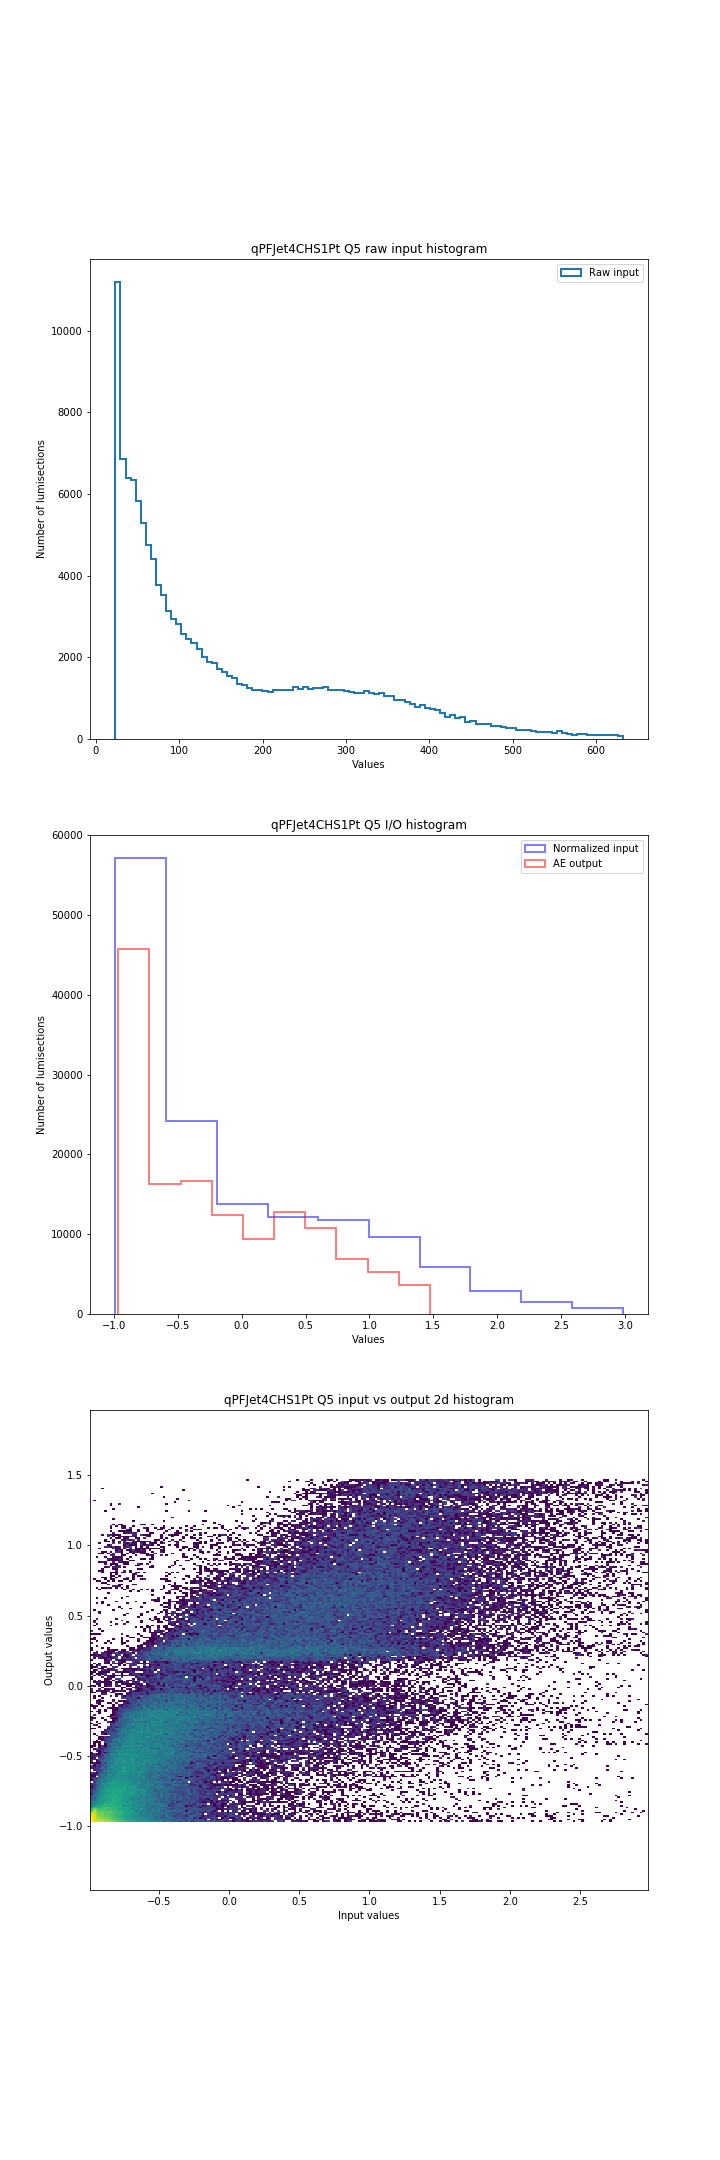 qPFJet4CHS1Pt Q5 raw input histogram
Raw input
10000
8000
6000
4000
2000
0
Number of lumisections
0 100 200 300 400 500 600
Values
qPFJet4CHS1Pt Q5 I/O histogram
Normalized input
AE output
60000
50000
40000
30000
20000
10000
0
Number of lumisections
−1.0 −0.5 0.0 0.5 1.0 1.5 2.0 2.5 3.0
Values
qPFJet4CHS1Pt Q5 input vs output 2d histogram
1.5
1.0
0.5
0.0
−0.5
−1.0
Output values
−0.5 0.0 0.5 1.0 1.5 2.0 2.5
Input values